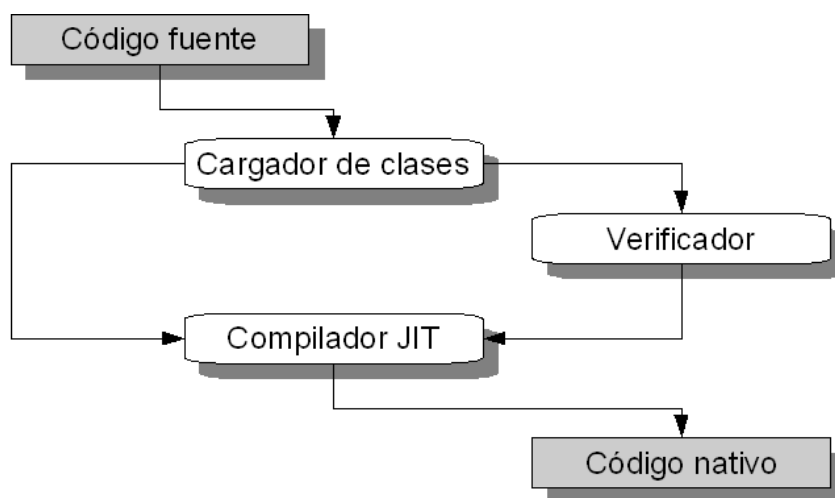 Código fuente
Cargador de clases
Verificador
Compilador JIT
Código nativo